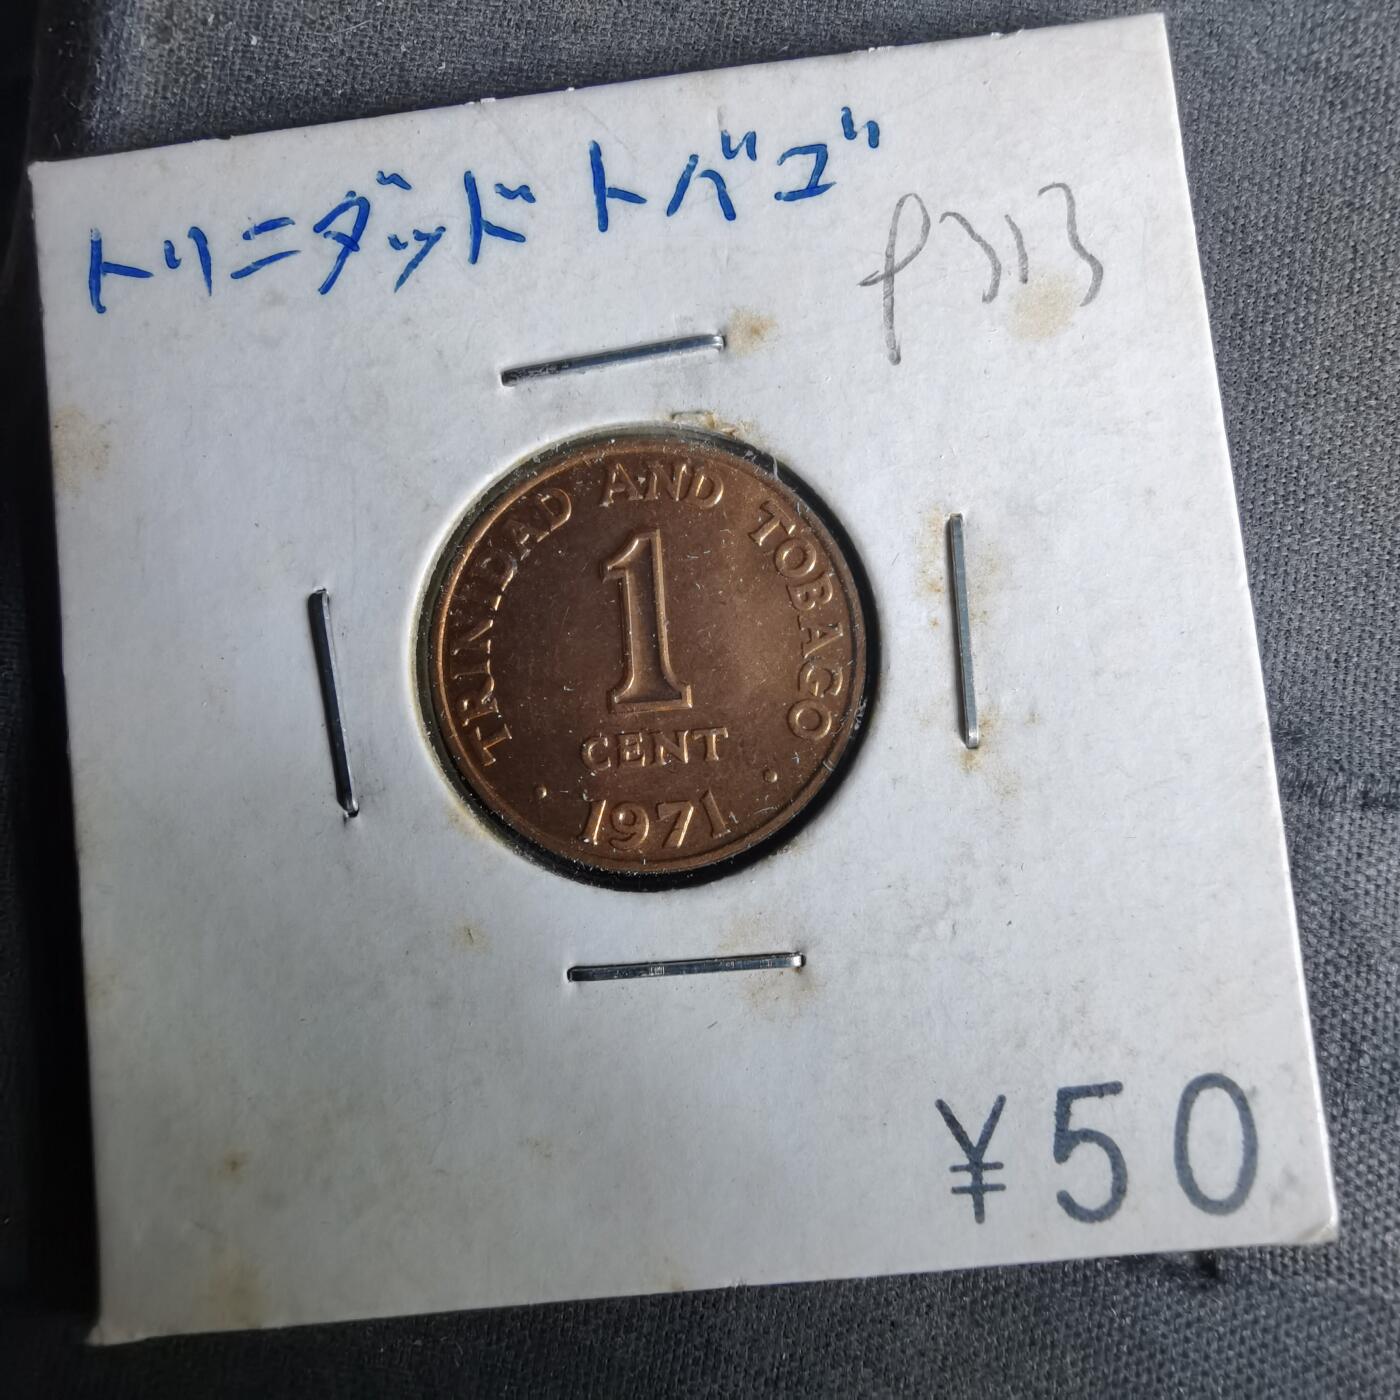 トリニダッド トバゴ
P313
TRINIDAD AND TOBAGO
1
CENT
· 1971 ·
¥50